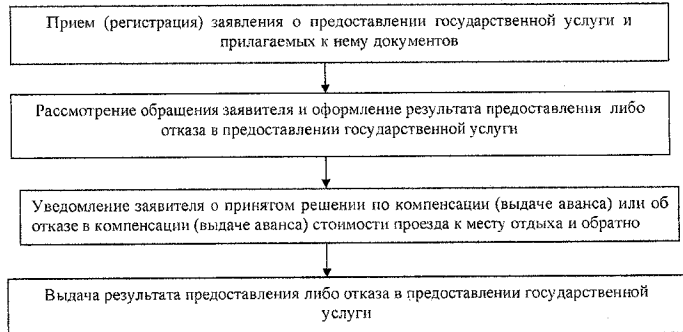 Прием (регистрация) заявления о предоставлении государственной услуги и
прилагаемых к нему документов
Рассмотрение обращения заявителя и оформление результата предоставления либо
отказа в предоставлении государственной услуги
Уведомление заявителя о принятом решении по компенсации (выдаче аванса) или об
отказе в компенсации (выдаче аванса) стоимости проезда к месту отдыха и обратно
Выдача результата предоставления либо отказа в предоставлении государственной
услуги